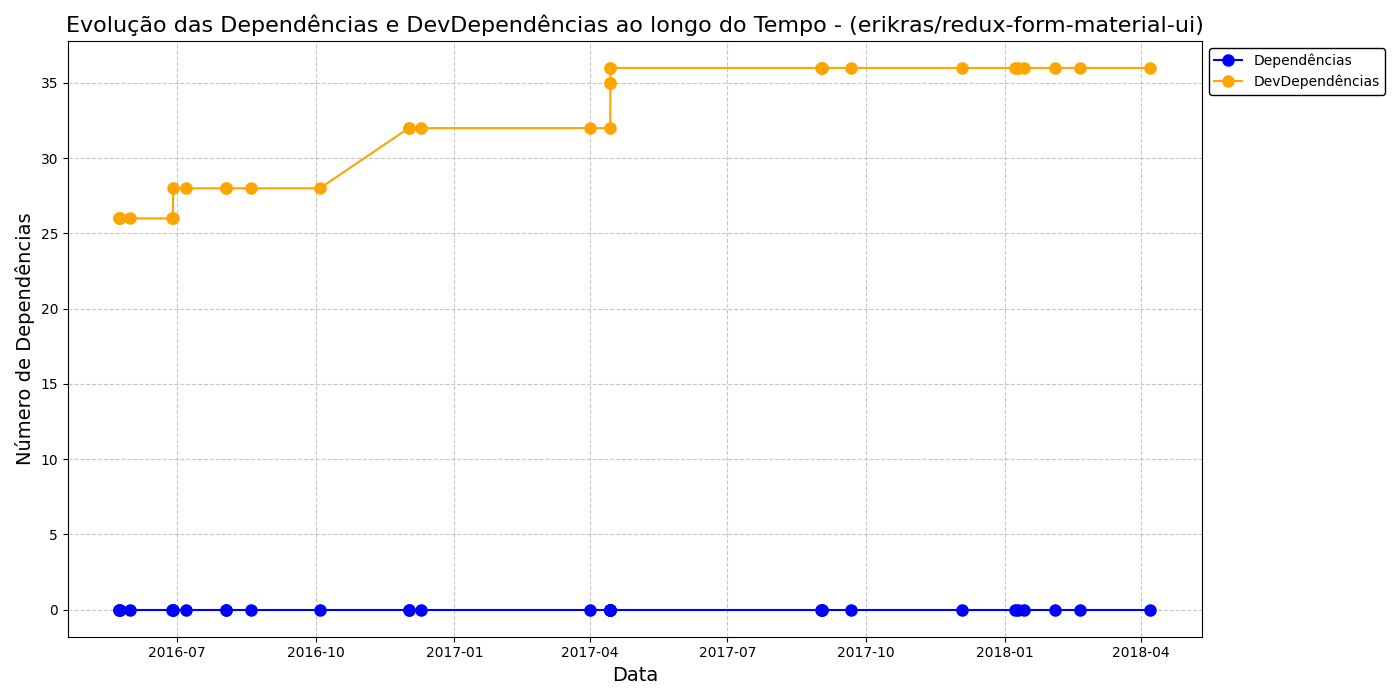 Evolução das Dependências e DevDependências ao longo do Tempo - (erikras/redux-form-material-ui)
Dependências
DevDependências
Número de Dependências
35
30
25
20
15
10
5
0
2016-07 2016-10 2017-01 2017-04 2017-07 2017-10 2018-01 2018-04
Data